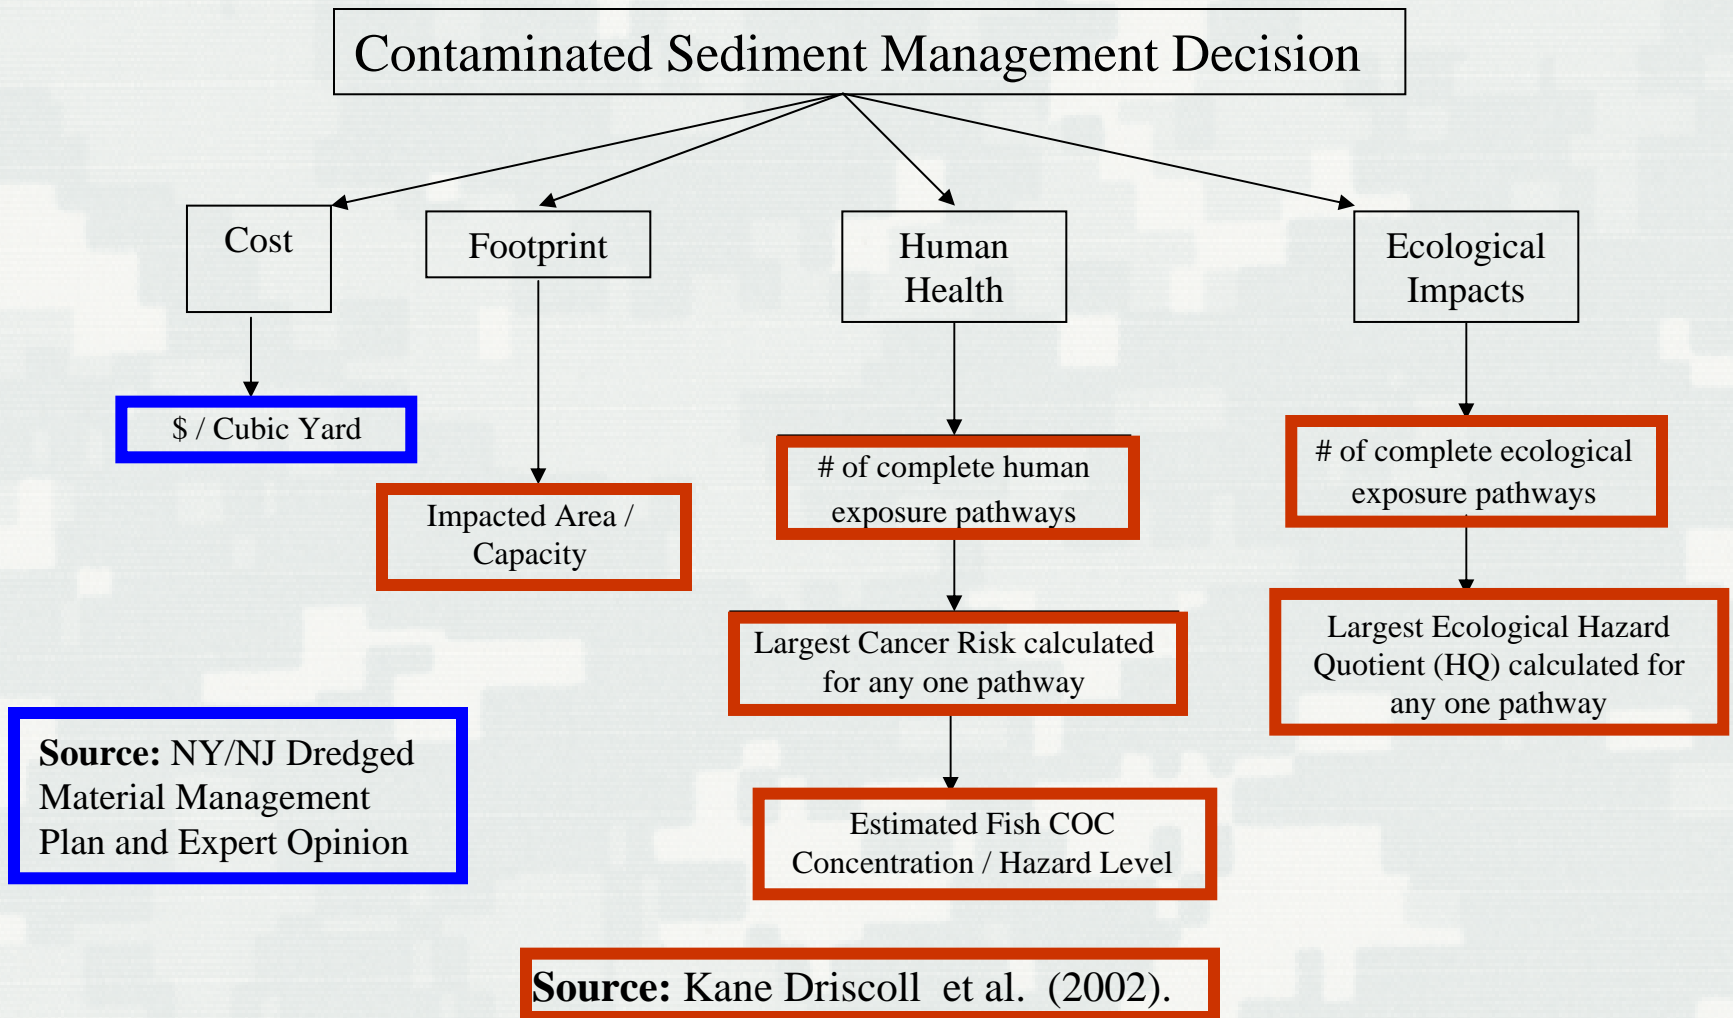 Contaminated Sediment Management Decision
Cost
Footprint
Human
Health
Ecological
Impacts
$ / Cubic Yard
Impacted Area /
Capacity
# of complete human
exposure pathways
# of complete ecological
exposure pathways
Largest Cancer Risk calculated
for any one pathway
Largest Ecological Hazard
Quotient (HQ) calculated for
any one pathway
Estimated Fish COC
Concentration / Hazard Level
Source: NY/NJ Dredged
Material Management
Plan and Expert Opinion
Source: Kane Driscoll et al. (2002).